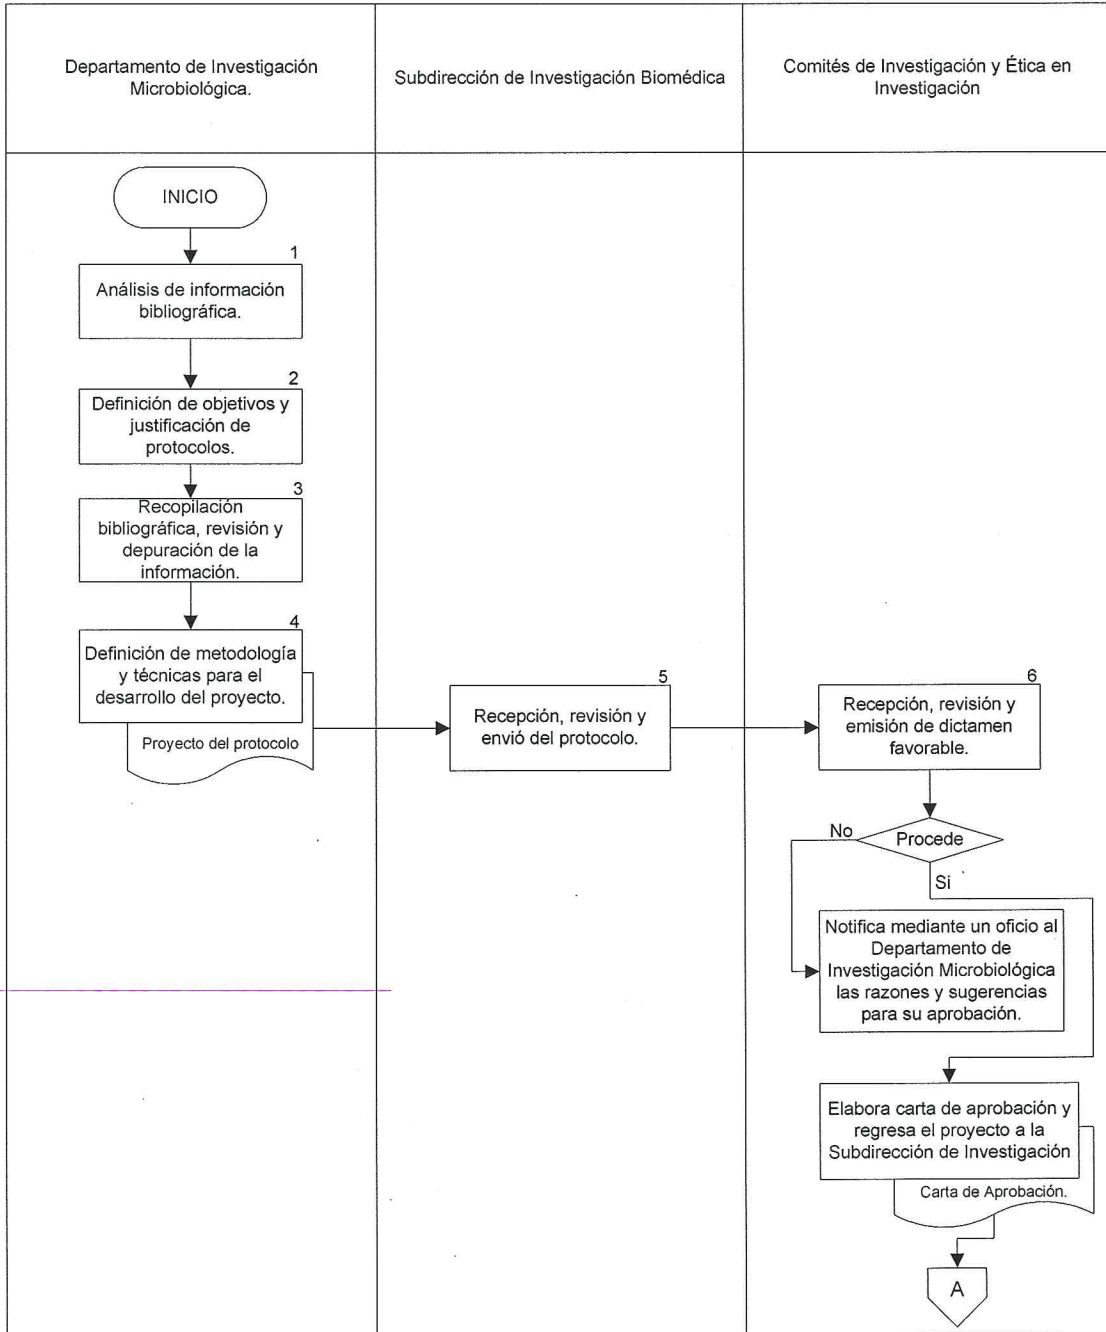 Departamento de Investigación
Microbiológica.
Subdirección de Investigación Biomédica
Comités de Investigación y Ética en
Investigación
INICIO
1
Análisis de información
bibliográfica.
2
Definición de objetivos y
justificación de
protocolos.
3
Recopilación
bibliográfica, revisión y
depuración de la
información.
4
Definición de metodología
y técnicas para el
desarrollo del proyecto.
Proyecto del protocolo
5
Recepción, revisión y
envió del protocolo.
6
Recepción, revisión y
emisión de dictamen
favorable.
No
Procede
Si
Notifica mediante un oficio al
Departamento de
Investigación Microbiológica
las razones y sugerencias
para su aprobación.
Elabora carta de aprobación y
regresa el proyecto a la
Subdirección de Investigación
Carta de Aprobación.
A